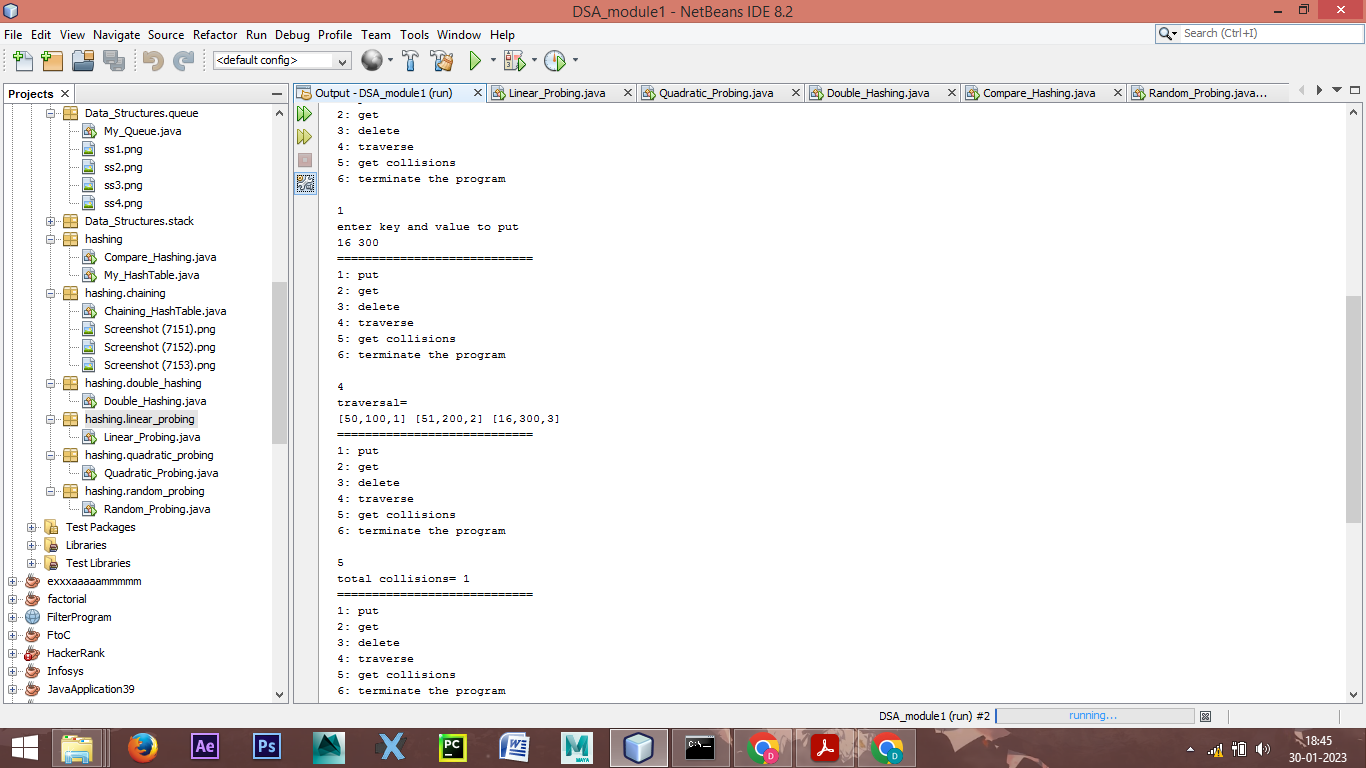 DSA_module1 - NetBeans IDE 8.2
File Edit View Navigate Source Refactor Run Debug Profile Team Tools Window Help
Search (Ctrl+I)
<default config>
Projects
Data_Structures.queue
My_Queue.java
ss1.png
ss2.png
ss3.png
ss4.png
Data_Structures.stack
hashing
Compare_Hashing.java
My_HashTable.java
hashing.chaining
Chaining_HashTable.java
Screenshot (7151).png
Screenshot (7152).png
Screenshot (7153).png
hashing.double_hashing
Double_Hashing.java
hashing.linear_probing
Linear_Probing.java
hashing.quadratic_probing
Quadratic_Probing.java
hashing.random_probing
Random_Probing.java
Test Packages
Libraries
Test Libraries
exxxaaaaammmmm
factorial
FilterProgram
FtoC
HackerRank
Infosys
JavaApplication39
Output - DSA_module1 (run) Linear_Probing.java Quadratic_Probing.java Double_Hashing.java Compare_Hashing.java Random_Probing.java...
2: get
3: delete
4: traverse
5: get collisions
6: terminate the program
1
enter key and value to put
16 300
============================
1: put
2: get
3: delete
4: traverse
5: get collisions
6: terminate the program
4
traversal=
[50,100,1] [51,200,2] [16,300,3]
============================
1: put
2: get
3: delete
4: traverse
5: get collisions
6: terminate the program
5
total collisions= 1
============================
1: put
2: get
3: delete
4: traverse
5: get collisions
6: terminate the program
DSA_module1 (run) #2 running...
Ae Ps PC W M MAYA C:\. D D
18:45
30-01-2023